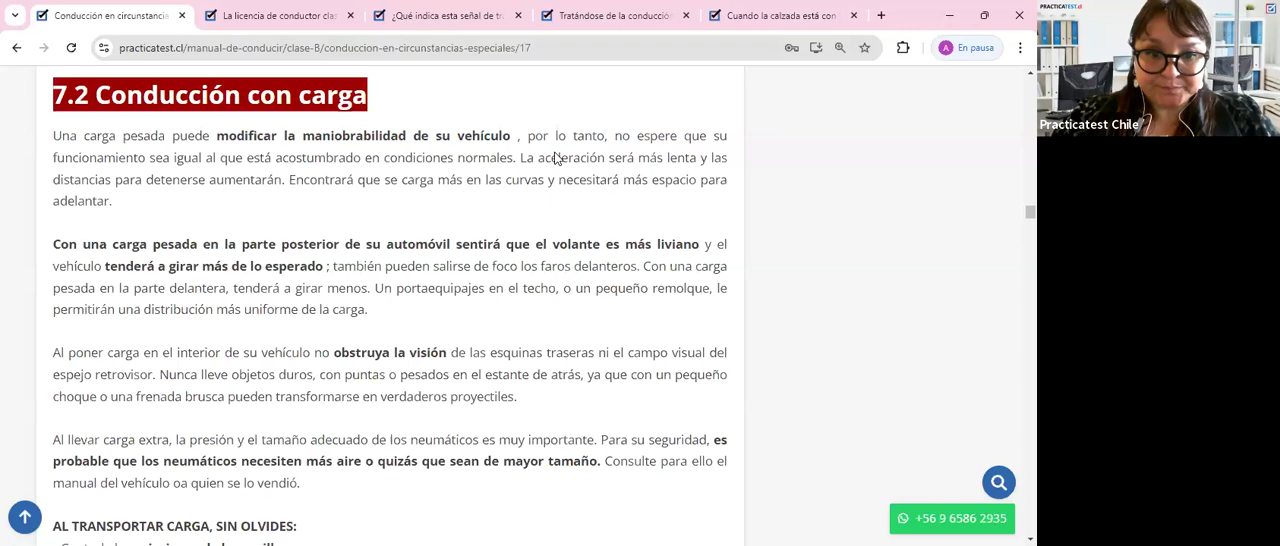 Conducción en circunstancia
La licencia de conductor clas
¿Qué indica esta señal de tr
Tratándose de la conducció
Cuando la calzada está con
practicatest.cl/manual-de-conducir/clase-B/conduccion-en-circunstancias-especiales/17
A En pausa
PRACTICATEST.cl
Practicatest Chile
7.2 Conducción con carga
Una carga pesada puede modificar la maniobrabilidad de su vehículo , por lo tanto, no espere que su
funcionamiento sea igual al que está acostumbrado en condiciones normales. La aceleración será más lenta y las
distancias para detenerse aumentarán. Encontrará que se carga más en las curvas y necesitará más espacio para
adelantar.
Con una carga pesada en la parte posterior de su automóvil sentirá que el volante es más liviano y el
vehículo tenderá a girar más de lo esperado ; también pueden salirse de foco los faros delanteros. Con una carga
pesada en la parte delantera, tenderá a girar menos. Un portaequipajes en el techo, o un pequeño remolque, le
permitirán una distribución más uniforme de la carga.
Al poner carga en el interior de su vehículo no obstruya la visión de las esquinas traseras ni el campo visual del
espejo retrovisor. Nunca lleve objetos duros, con puntas o pesados en el estante de atrás, ya que con un pequeño
choque o una frenada brusca pueden transformarse en verdaderos proyectiles.
Al llevar carga extra, la presión y el tamaño adecuado de los neumáticos es muy importante. Para su seguridad, es
probable que los neumáticos necesiten más aire o quizás que sean de mayor tamaño. Consulte para ello el
manual del vehículo oa quien se lo vendió.
+56 9 6586 2935
AL TRANSPORTAR CARGA, SIN OLVIDES: